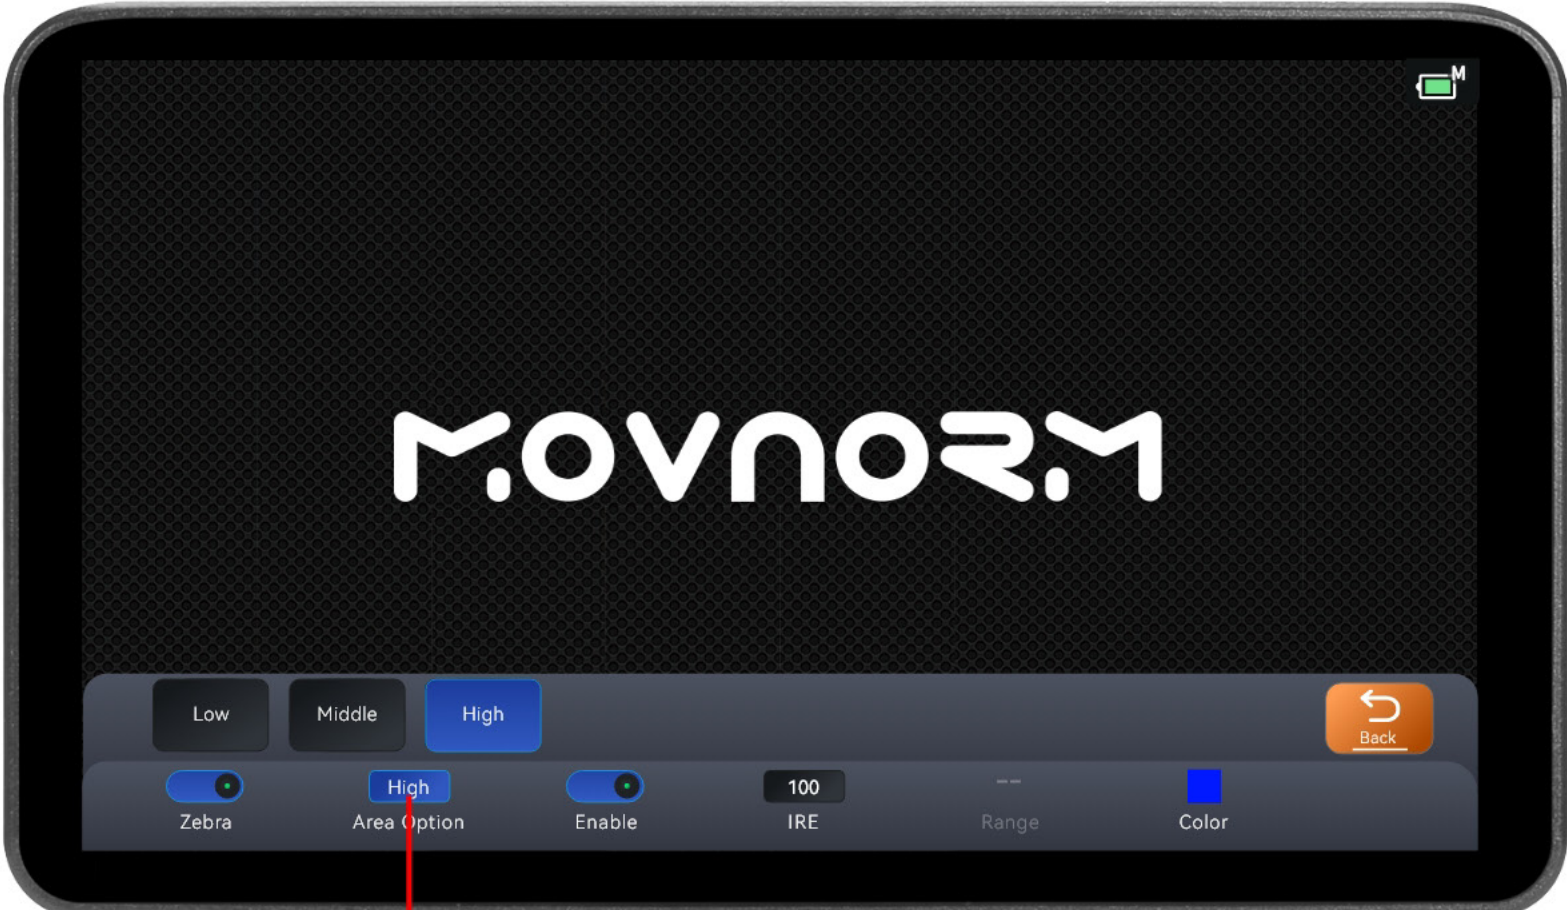 M
MOVNORM
Low Middle High Back
High 100 --
Zebra Area Option Enable IRE Range Color